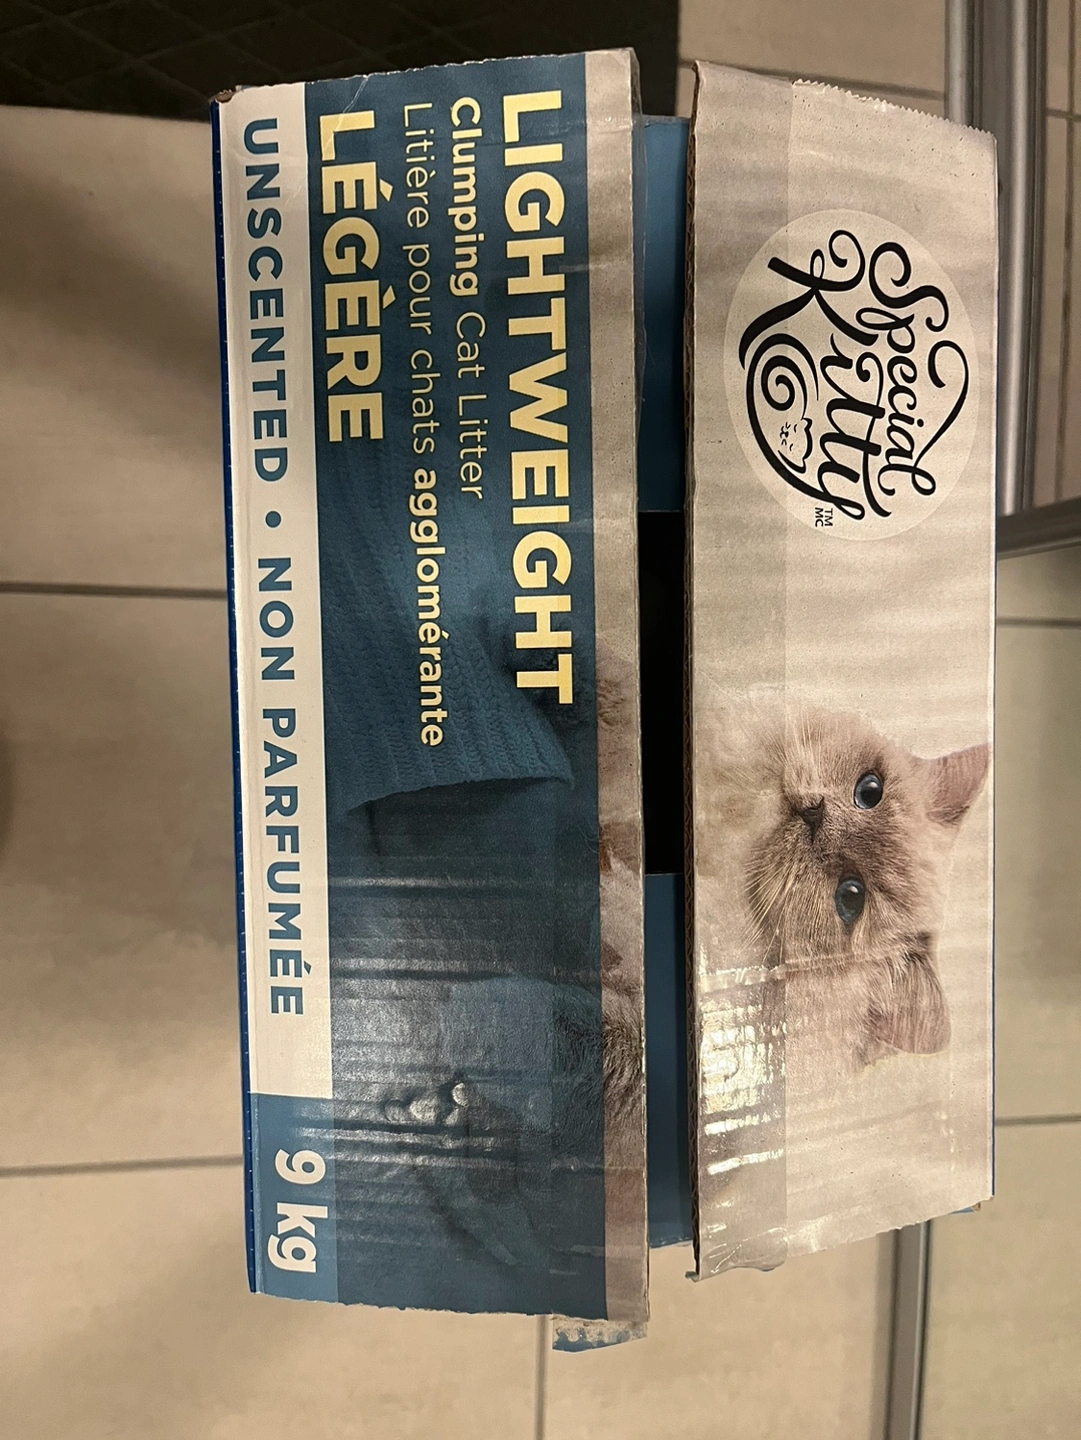 Special
Kitty
TM
MC
LIGHTWEIGHT
Clumping Cat Litter
Litière pour chats agglomérante
LÉGÈRE
UNSCENTED • NON PARFUMÉE
9 kg